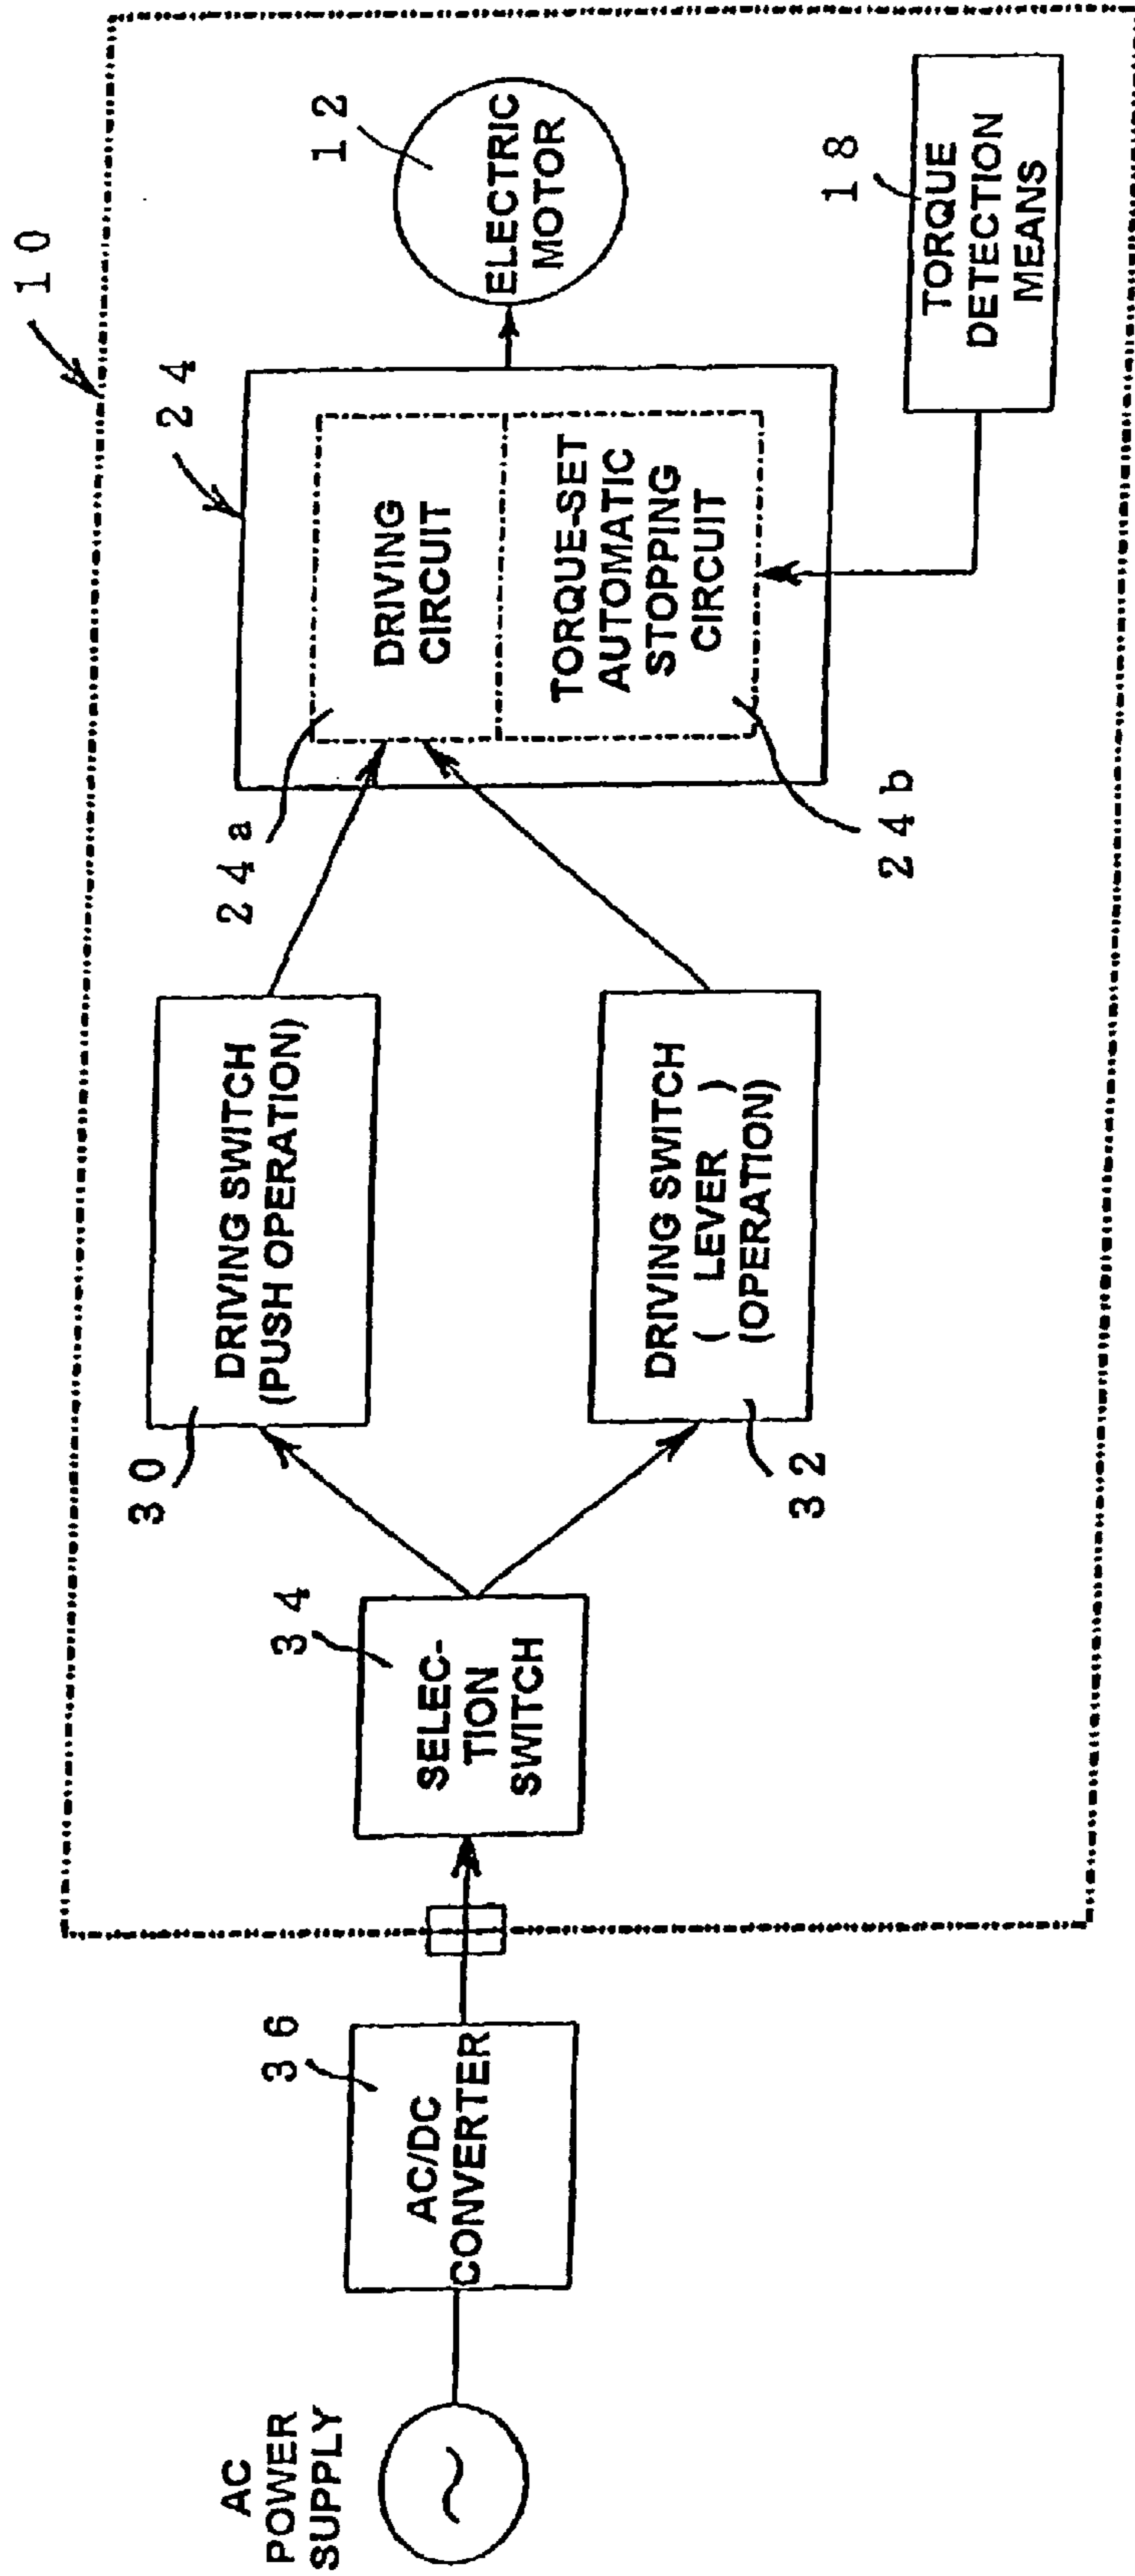 10
AC
POWER
SUPPLY
36
AC/DC
CONVERTER
34
SELEC-
TION
SWITCH
30
DRIVING SWITCH
(PUSH OPERATION)
32
DRIVING SWITCH
( LEVER )
(OPERATION)
24
24a
DRIVING
CIRCUIT
24b
TORQUE-SET
AUTOMATIC
STOPPING
CIRCUIT
12
ELECTRIC
MOTOR
18
TORQUE
DETECTION
MEANS